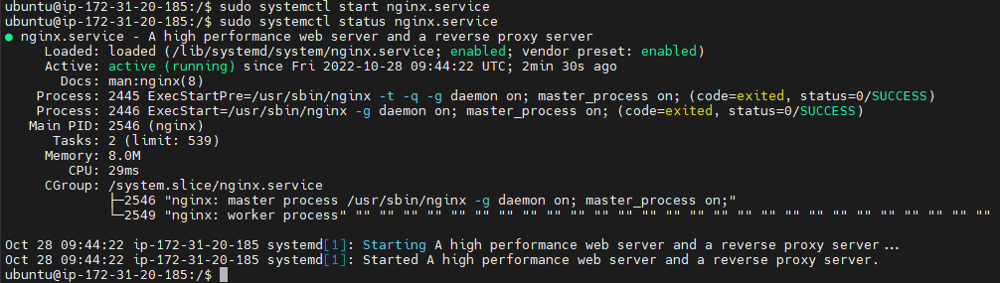 ubuntu@ip-172-31-20-185:/$ sudo systemctl start nginx.service
ubuntu@ip-172-31-20-185:/$ sudo systemctl status nginx.service
● nginx.service - A high performance web server and a reverse proxy server
Loaded: loaded (/lib/systemd/system/nginx.service; enabled; vendor preset: enabled)
Active: active (running) since Fri 2022-10-28 09:44:22 UTC; 2min 30s ago
Docs: man:nginx(8)
Process: 2445 ExecStartPre=/usr/sbin/nginx -t -q -g daemon on; master_process on; (code=exited, status=0/SUCCESS)
Process: 2446 ExecStart=/usr/sbin/nginx -g daemon on; master_process on; (code=exited, status=0/SUCCESS)
Main PID: 2546 (nginx)
Tasks: 2 (limit: 539)
Memory: 8.0M
CPU: 29ms
CGroup: /system.slice/nginx.service
├─2546 "nginx: master process /usr/sbin/nginx -g daemon on; master_process on;"
└─2549 "nginx: worker process" "" "" "" "" "" "" "" "" "" "" "" "" "" "" "" "" "" "" "" "" "" "" "" "" "" "" ""
Oct 28 09:44:22 ip-172-31-20-185 systemd[1]: Starting A high performance web server and a reverse proxy server...
Oct 28 09:44:22 ip-172-31-20-185 systemd[1]: Started A high performance web server and a reverse proxy server.
ubuntu@ip-172-31-20-185:/$